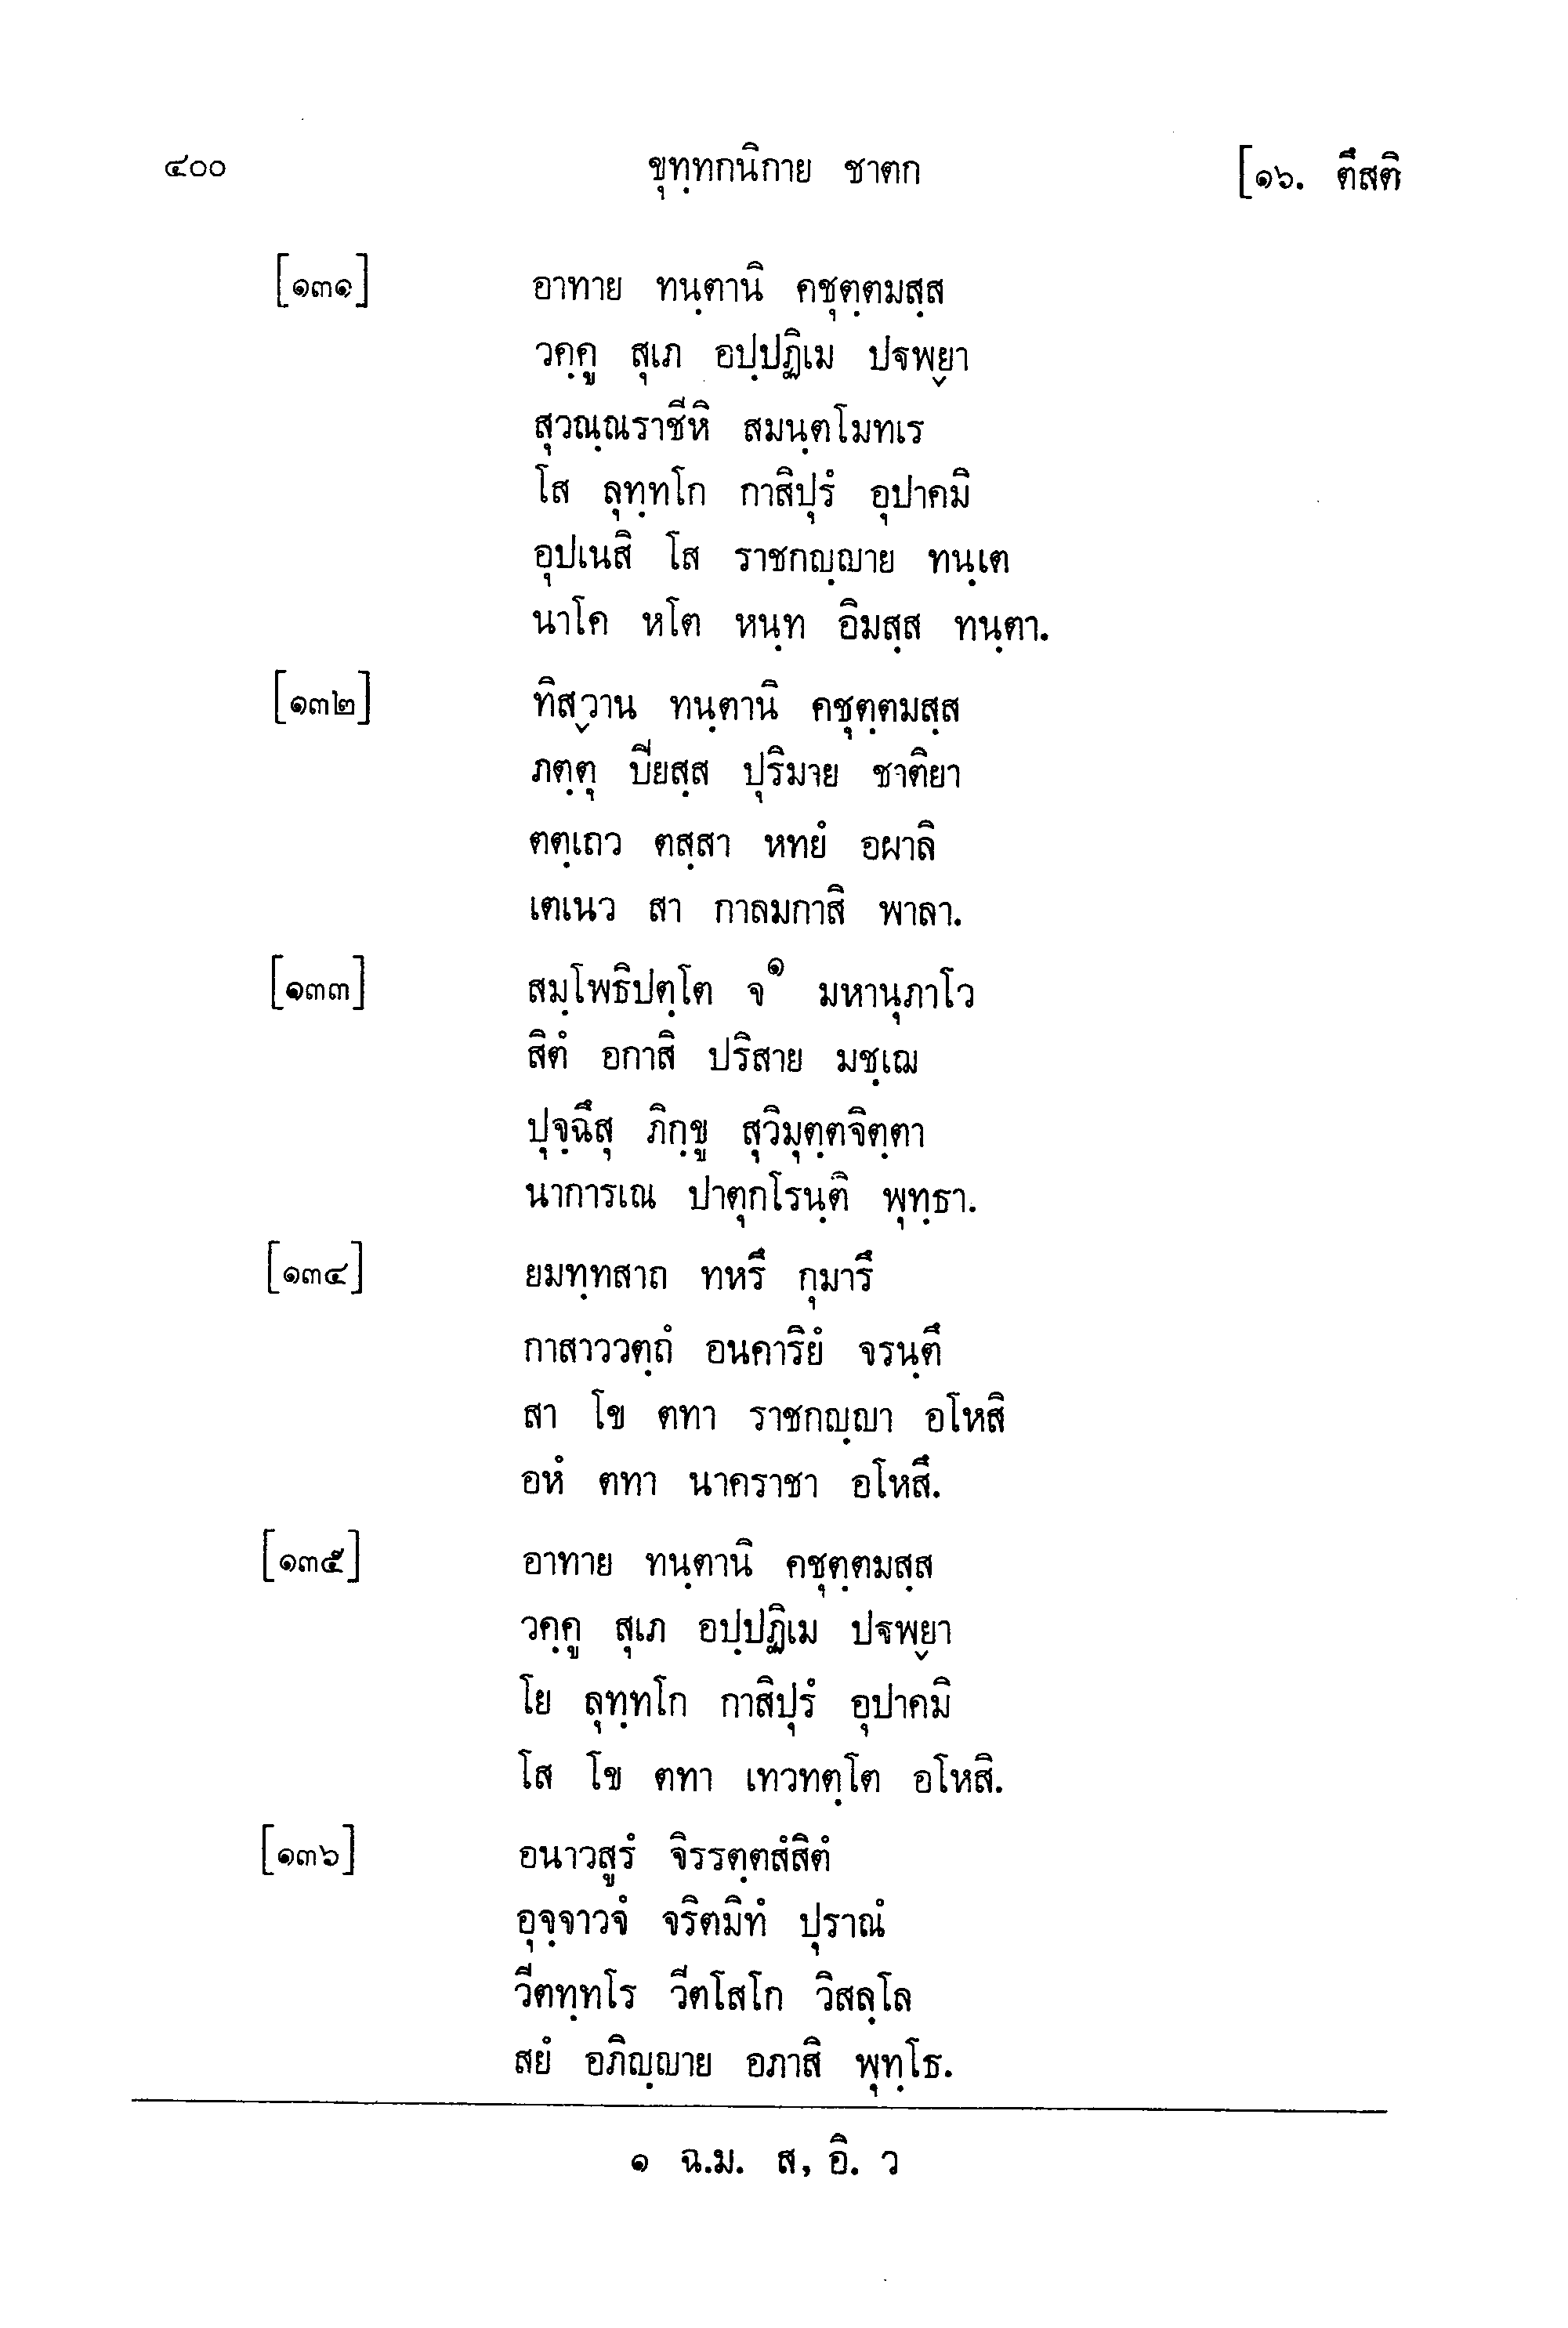 ๔๐๐ ขุทฺทกนิกาย ชาตก [๑๖. ตึสติ
[๑๓๑] อาทาย ทนฺตานิ คชุตฺตมสฺส
วคฺคู สุเภ อปฺปฏิเม ปฐพฺยา
สุวณฺณราชีหิ สมนฺตโมทเร
โส ลุทฺทโก กาสิปุรํ อุปาคมิ
อุปเนสิ โส ราชกญฺญาย ทนฺเต
นาโค หโต หนฺท อิมสฺส ทนฺตา.
[๑๓๒] ทิสฺวาน ทนฺตานิ คชุตฺตมสฺส
ภตฺตุ ปิยสฺส ปุริมาย ชาติยา
ตตฺเถว ตสฺสา หทยํ อผาลิ
เตเนว สา กาลมกาสิ พาลา.
[๑๓๓] สมฺโพธิปตฺโต จ๑ มหานุภาโว
สิตํ อกาสิ ปริสาย มชฺเฌ
ปุจฺฉึสุ ภิกฺขู สุวิมุตฺตจิตฺตา
นาการเณ ปาตุกโรนฺติ พุทฺธา.
[๑๓๔] ยมทฺทสาถ ทหรึ กุมารึ
กาสาววตฺถํ อนคาริยํ จรนฺตึ
สา โข ตทา ราชกญฺญา อโหสิ
อหํ ตทา นาคราชา อโหสึ.
[๑๓๕] อาทาย ทนฺตานิ คชุตฺตมสฺส
วคฺคู สุเภ อปฺปฏิเม ปฐพฺยา
โย ลุทฺทโก กาสิปุรํ อุปาคมิ
โส โข ตทา เทวทตฺโต อโหสิ.
[๑๓๖] อนาวสูรํ จิรรตฺตสํสิตํ
อุจฺจาวจํ จริตมิทํ ปุราณํ
วีตทฺทโร วีตโสโก วิสลฺโล
สยํ อภิญฺญาย อภาสิ พุทฺโธ.
๑ ฉ.ม. ส, อิ. ว